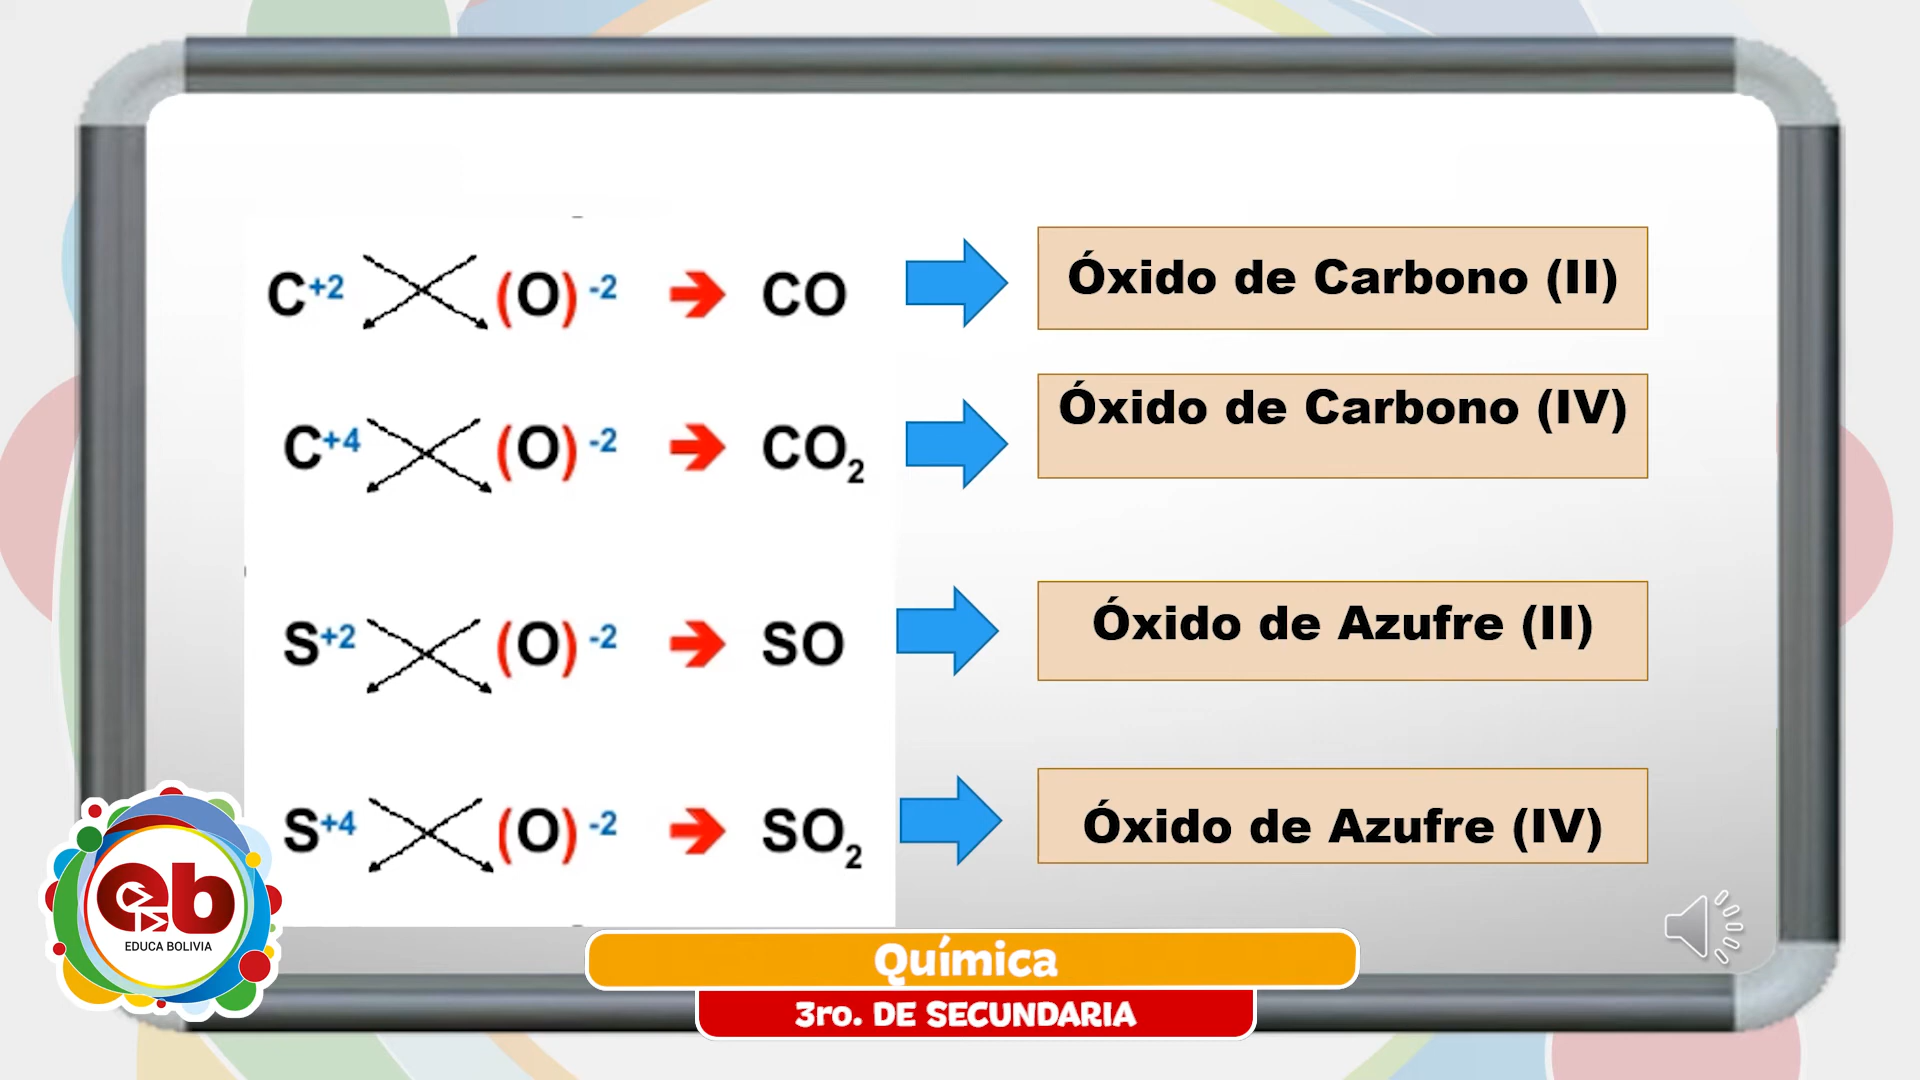 C+2 (O) -2 ➔ CO Óxido de Carbono (II)
C+4 (O) -2 ➔ CO2 Óxido de Carbono (IV)
S+2 (O) -2 ➔ SO Óxido de Azufre (II)
S+4 (O) -2 ➔ SO2 Óxido de Azufre (IV)
eb
EDUCA BOLIVIA
Química
3ro. DE SECUNDARIA